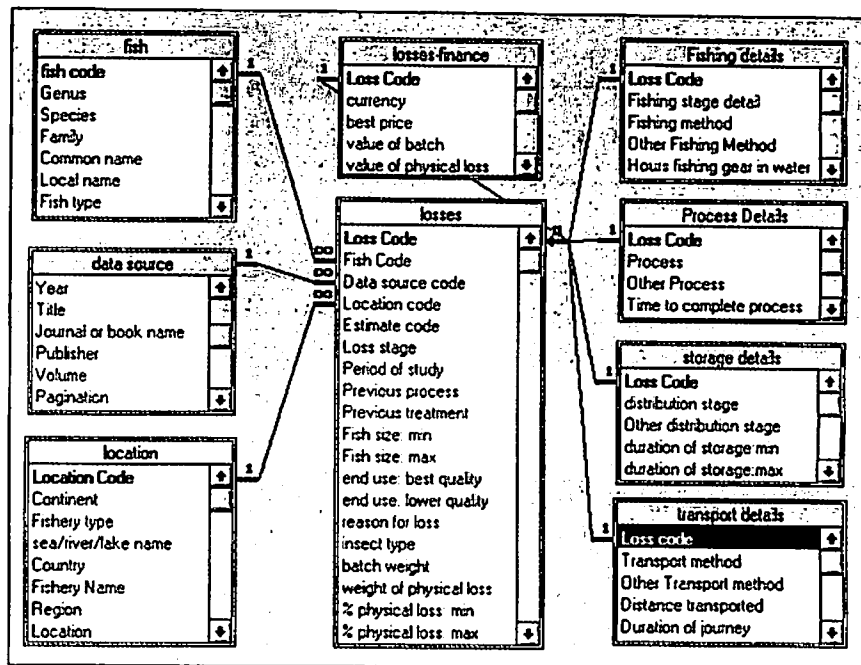 fish
fish code
Genus
Species
Family
Common name
Local name
Fish type
data source
Year
Title
Journal or book name
Publisher
Volume
Pagination
location
Location Code
Continent
Fishery type
sea/river/lake name
Country
Fishery Name
Region
Location
losses-finance
Loss Code
currency
best price
value of batch
value of physical loss
losses
Loss Code
Fish Code
Data source code
Location code
Estimate code
Loss stage
Period of study
Previous process
Previous treatment
Fish size: min
Fish size: max
end use: best quality
end use: lower quality
reason for loss
insect type
batch weight
weight of physical loss
% physical loss: min
% physical loss: max
Fishing details
Loss Code
Fishing stage detail
Fishing method
Other Fishing Method
Hours fishing gear in water
Process Details
Loss Code
Process
Other Process
Time to complete process
storage details
Loss Code
distribution stage
Other distribution stage
duration of storage:min
duration of storage:max
transport details
Loss code
Transport method
Other Transport method
Distance transported
Duration of journey
1
1
1
1
1
1
1
1
∞
∞
∞